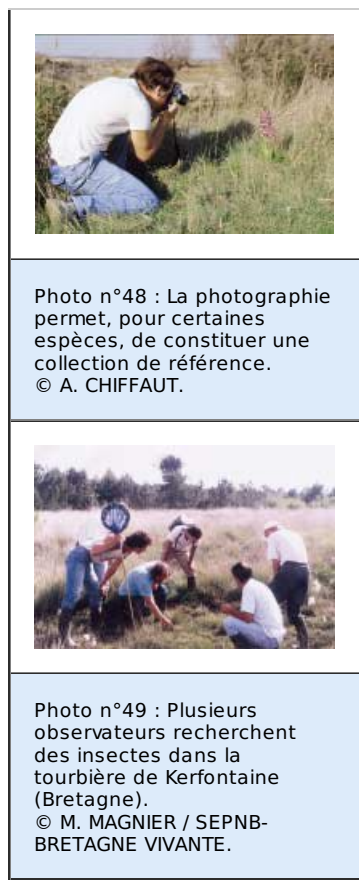 Photo n°48 : La photographie
permet, pour certaines
espèces, de constituer une
collection de référence.
© A. CHIFFAUT.
Photo n°49 : Plusieurs
observateurs recherchent
des insectes dans la
tourbière de Kerfontaine
(Bretagne).
© M. MAGNIER / SEPNB-
BRETAGNE VIVANTE.